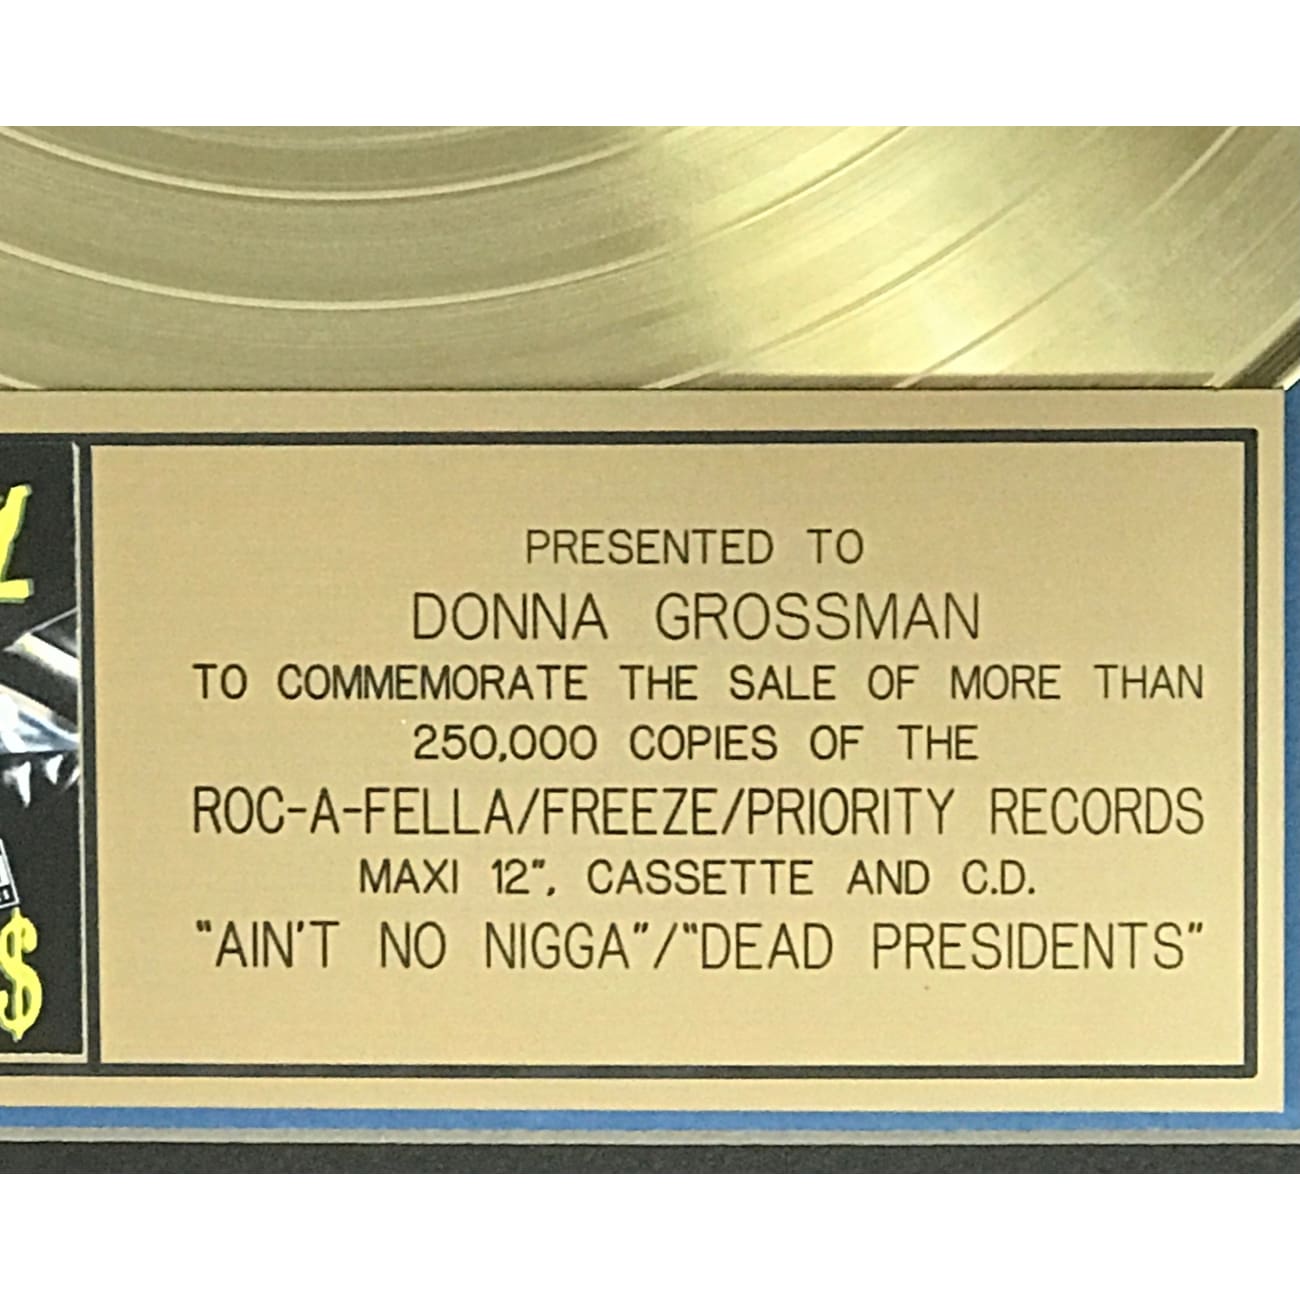 PRESENTED TO
DONNA GROSSMAN
TO COMMEMORATE THE SALE OF MORE THAN
250,000 COPIES OF THE
ROC-A-FELLA/FREEZE/PRIORITY RECORDS
MAXI 12", CASSETTE AND C.D.
"AIN'T NO NIGGA"/"DEAD PRESIDENTS"
$